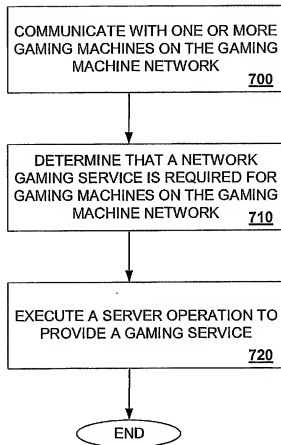 COMMUNICATE WITH ONE OR MORE
GAMING MACHINES ON THE GAMING
MACHINE NETWORK
700
DETERMINE THAT A NETWORK
GAMING SERVICE IS REQUIRED FOR
GAMING MACHINES ON THE GAMING
MACHINE NETWORK
710
EXECUTE A SERVER OPERATION TO
PROVIDE A GAMING SERVICE
720
END